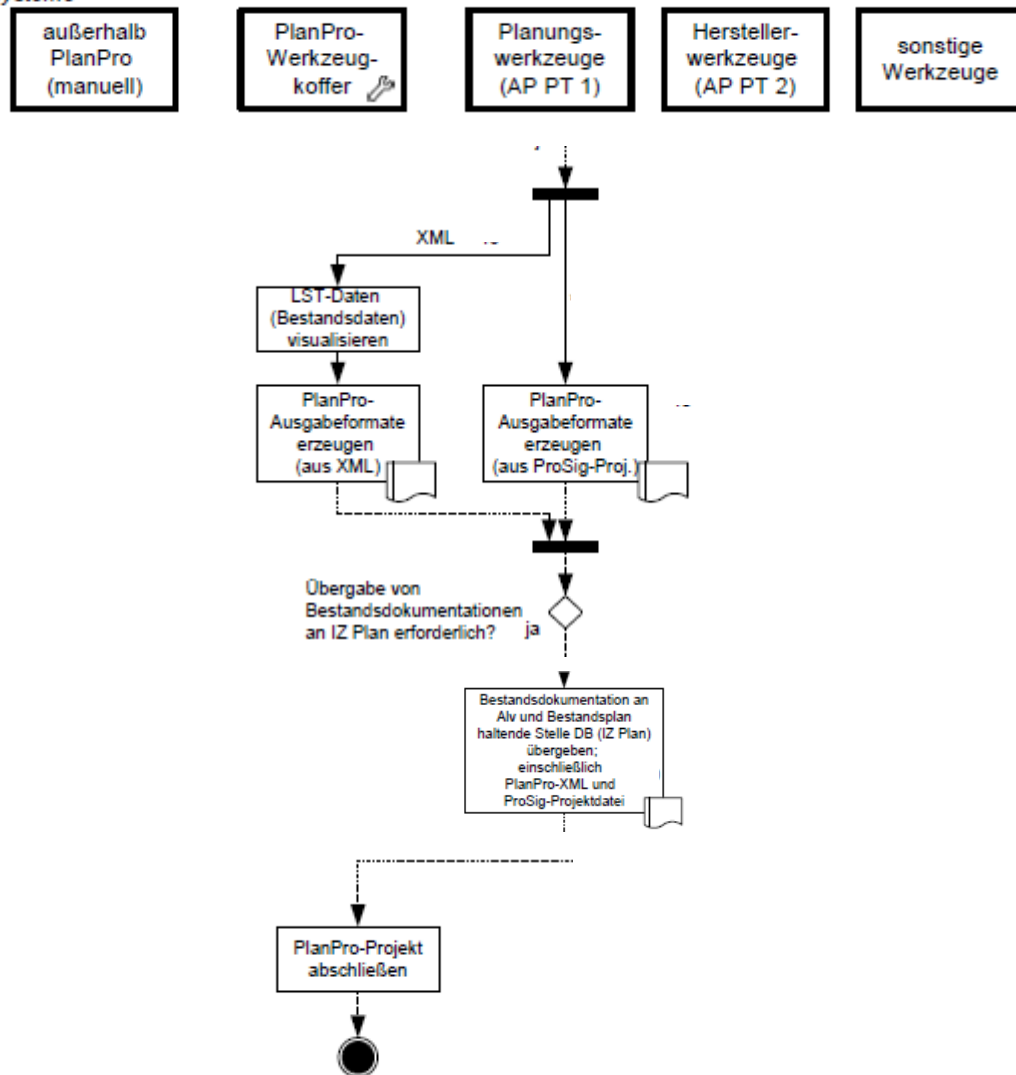 außerhalb
PlanPro
(manuell)
PlanPro-
Werkzeug-
koffer
Planungs-
werkzeuge
(AP PT 1)
Hersteller-
werkzeuge
(AP PT 2)
sonstige
Werkzeuge
XML
LST-Daten
(Bestandsdaten)
visualisieren
PlanPro-
Ausgabeformate
erzeugen
(aus XML)
PlanPro-
Ausgabeformate
erzeugen
(aus ProSig-Proj.)
Übergabe von
Bestandsdokumentationen
an IZ Plan erforderlich?
ja
Bestandsdokumentation an
Alv und Bestandsplan
haltende Stelle DB (IZ Plan)
übergeben;
einschließlich
PlanPro-XML und
ProSig-Projektdatei
PlanPro-Projekt
abschließen